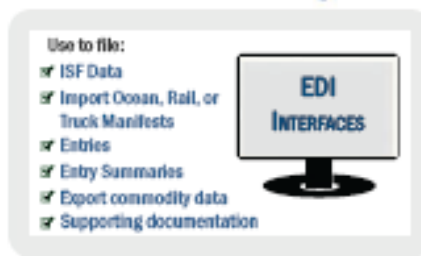 Use to file:
ISF Data
Import Ocean, Rail, or
Truck Manifests
Entries
Entry Summaries
Export commodity data
Supporting documentation
EDI
INTERFACES